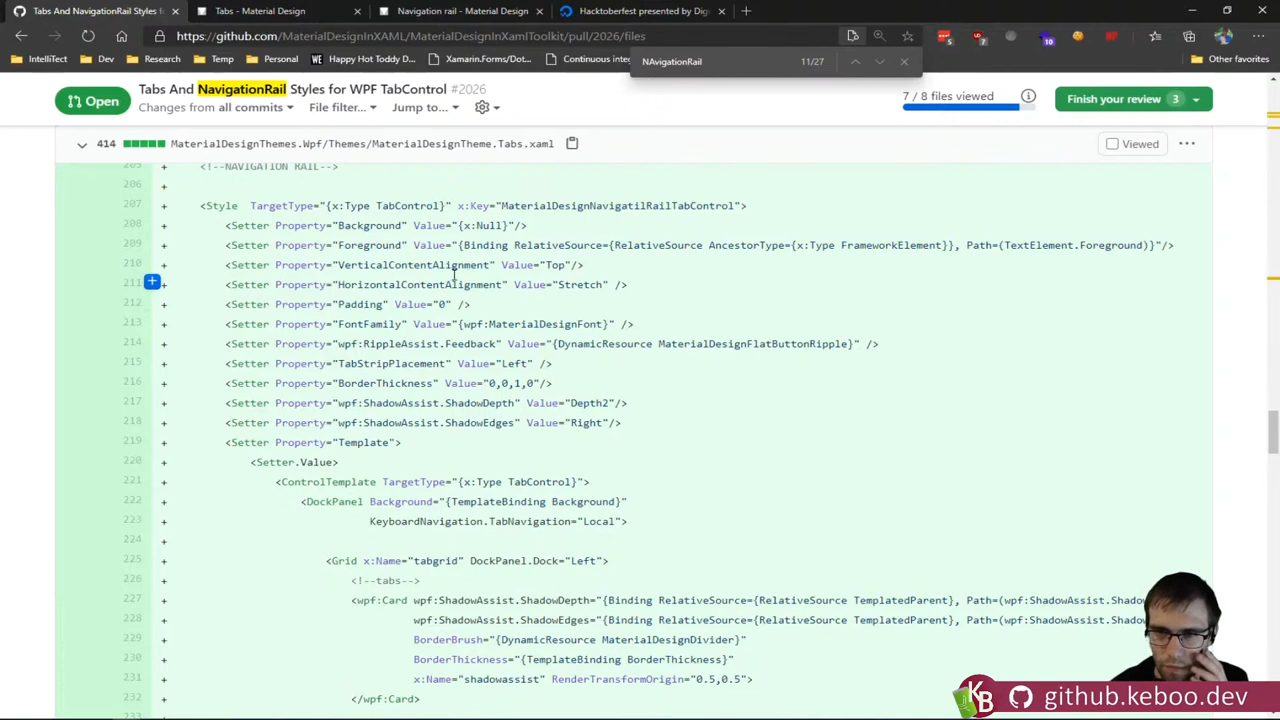 Tabs And NavigationRail Styles fo
Tabs - Material Design
Navigation rail - Material Design
Hacktoberfest presented by Digi
https://github.com/MaterialDesignInXAML/MaterialDesignInXamlToolkit/pull/2026/files
5
7
10
IntelliTect
Dev
Research
Personal
Happy Hot Toddy D...
Xamarin.Forms/Dot...
Continuous inte
Other favorites
NAvigationRail
11/27
Open
Tabs And NavigationRail Styles for WPF TabControl #2026
Changes from all commits
File filter...
Jump to...
7 / 8 files viewed
Finish your review 3
414
MaterialDesignThemes.Wpf/Themes/MaterialDesignTheme.Tabs.xaml
Viewed
205 + <!--NAVIGATION RAIL-->
206 +
207 + <Style TargetType="{x:Type TabControl}" x:Key="MaterialDesignNavigatilRailTabControl">
208 + <Setter Property="Background" Value="{x:Null}"/>
209 + <Setter Property="Foreground" Value="{Binding RelativeSource={RelativeSource AncestorType={x:Type FrameworkElement}}, Path=(TextElement.Foreground)}"/>
210 + <Setter Property="VerticalContentAlignment" Value="Top"/>
211 + <Setter Property="HorizontalContentAlignment" Value="Stretch" />
212 + <Setter Property="Padding" Value="0" />
213 + <Setter Property="FontFamily" Value="{wpf:MaterialDesignFont}" />
214 + <Setter Property="wpf:RippleAssist.Feedback" Value="{DynamicResource MaterialDesignFlatButtonRipple}" />
215 + <Setter Property="TabStripPlacement" Value="Left" />
216 + <Setter Property="BorderThickness" Value="0,0,1,0"/>
217 + <Setter Property="wpf:ShadowAssist.ShadowDepth" Value="Depth2"/>
218 + <Setter Property="wpf:ShadowAssist.ShadowEdges" Value="Right"/>
219 + <Setter Property="Template">
220 + <Setter.Value>
221 + <ControlTemplate TargetType="{x:Type TabControl}">
222 + <DockPanel Background="{TemplateBinding Background}"
223 + KeyboardNavigation.TabNavigation="Local">
224 +
225 + <Grid x:Name="tabgrid" DockPanel.Dock="Left">
226 + <!--tabs-->
227 + <wpf:Card wpf:ShadowAssist.ShadowDepth="{Binding RelativeSource={RelativeSource TemplatedParent}, Path=(wpf:ShadowAssist.Shado
228 + wpf:ShadowAssist.ShadowEdges="{Binding RelativeSource={RelativeSource TemplatedParent}, Path=(wpf:ShadowAssist.Shado
229 + BorderBrush="{DynamicResource MaterialDesignDivider}"
230 + BorderThickness="{TemplateBinding BorderThickness}"
231 + x:Name="shadowassist" RenderTransformOrigin="0.5,0.5">
232 + </wpf:Card>
233
KB
github.keboo.dev